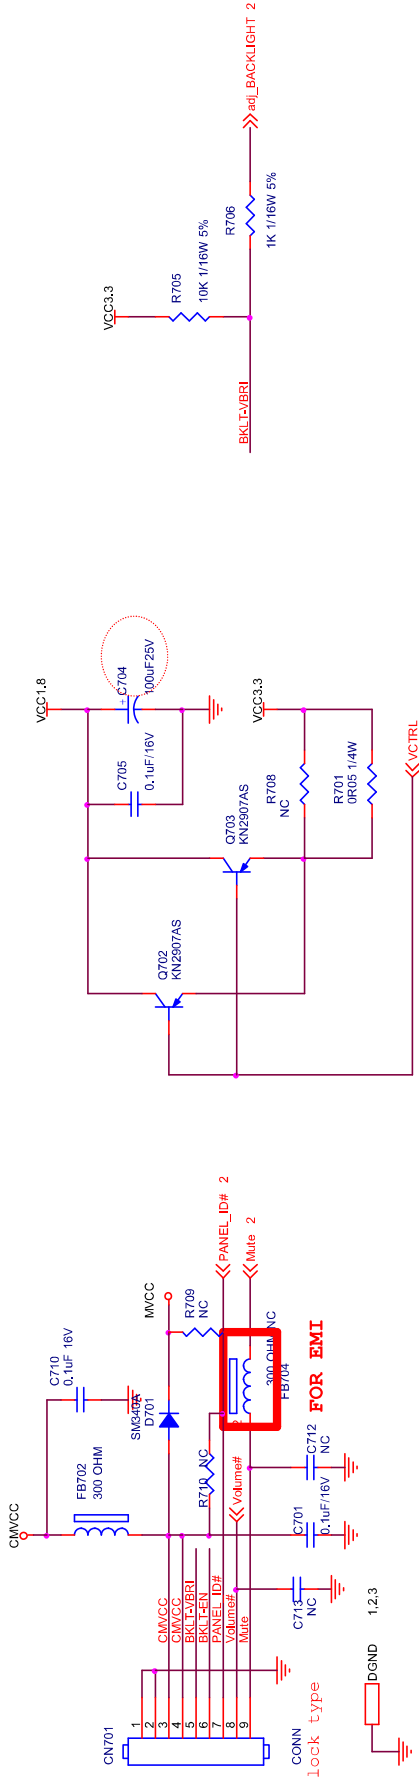 adj_BACKLIGHT 2
R706
1K 1/16W 5%
VCC3.3
R705
10K 1/16W 5%
BKLT-VBRI
VCC1.8
C704
+
100uF25V
C705
0.1uF/16V
VCC3.3
Q703
KN2907AS
R708
NC
R701
0R05 1/4W
Q702
KN2907AS
VCTRL
PANEL_ID# 2
Mute 2
MVCC
R709
NC
C710
0.1uF 16V
SM340A
D701
300 OHM NC
FB704
FOR EMI
CMVCC
FB702
300 OHM
R710 NC
Volume#
C712
NC
C701
0.1uF/16V
CMVCC
CMVCC
BKLT-VBRI
BKLT-EN
PANEL_ID#
Volume#
Mute
C713
NC
CN701
1
2
3
4
5
6
7
8
9
CONN
lock type
DGND
1,2,3